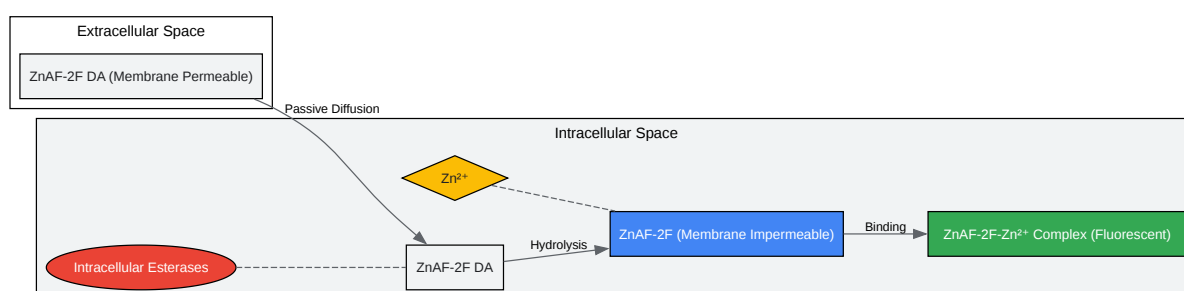 Extracellular Space
ZnAF-2F DA (Membrane Permeable)
Passive Diffusion
Intracellular Space
Zn²⁺
ZnAF-2F (Membrane Impermeable)
Binding
ZnAF-2F-Zn²⁺ Complex (Fluorescent)
Hydrolysis
Intracellular Esterases
ZnAF-2F DA